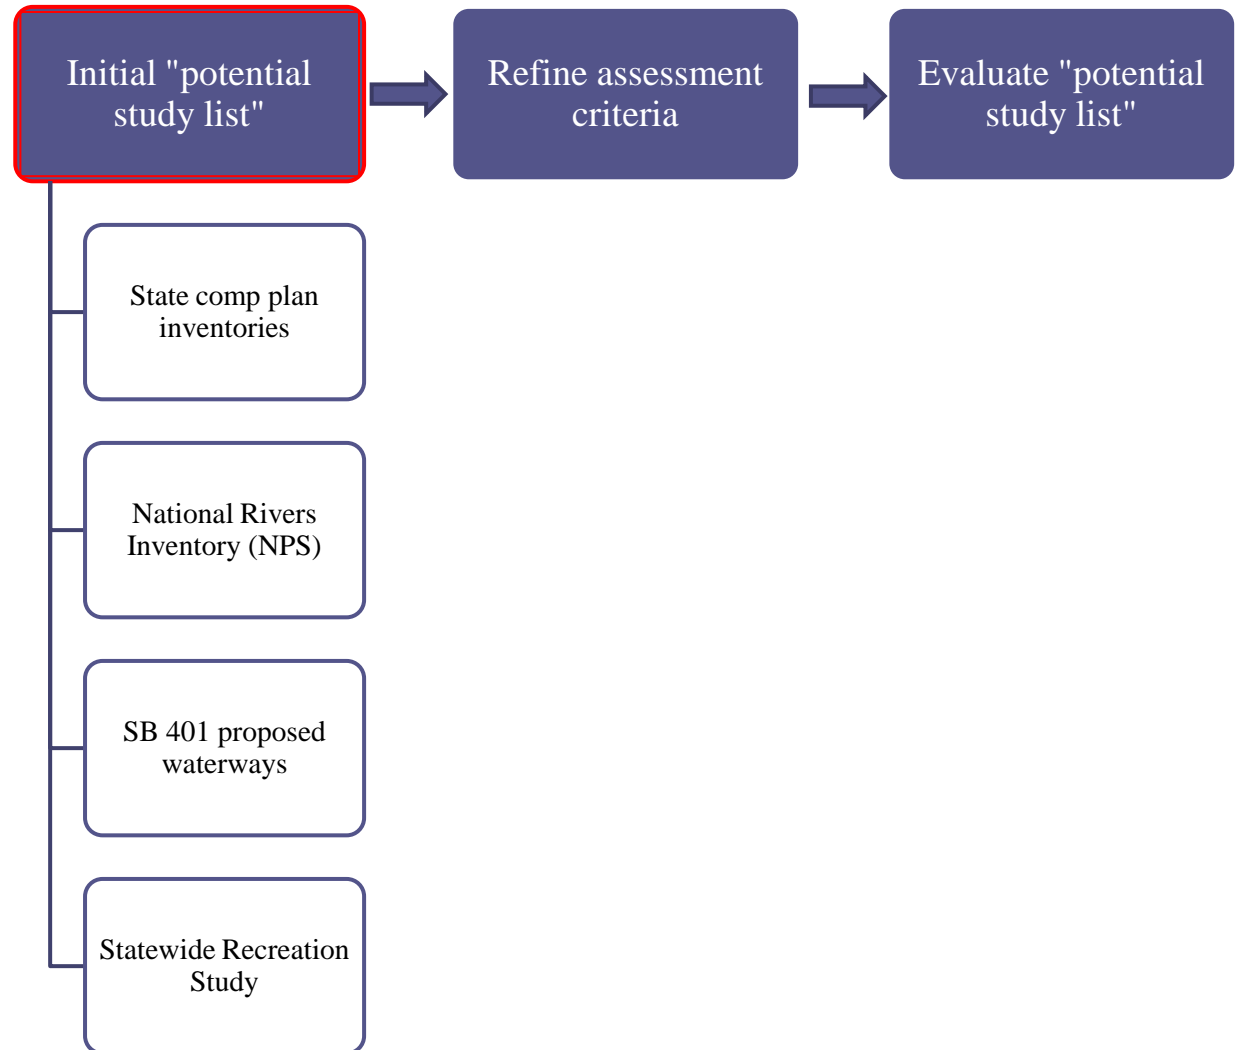 Initial "potential
study list"
Refine assessment
criteria
Evaluate "potential
study list"
State comp plan
inventories
National Rivers
Inventory (NPS)
SB 401 proposed
waterways
Statewide Recreation
Study